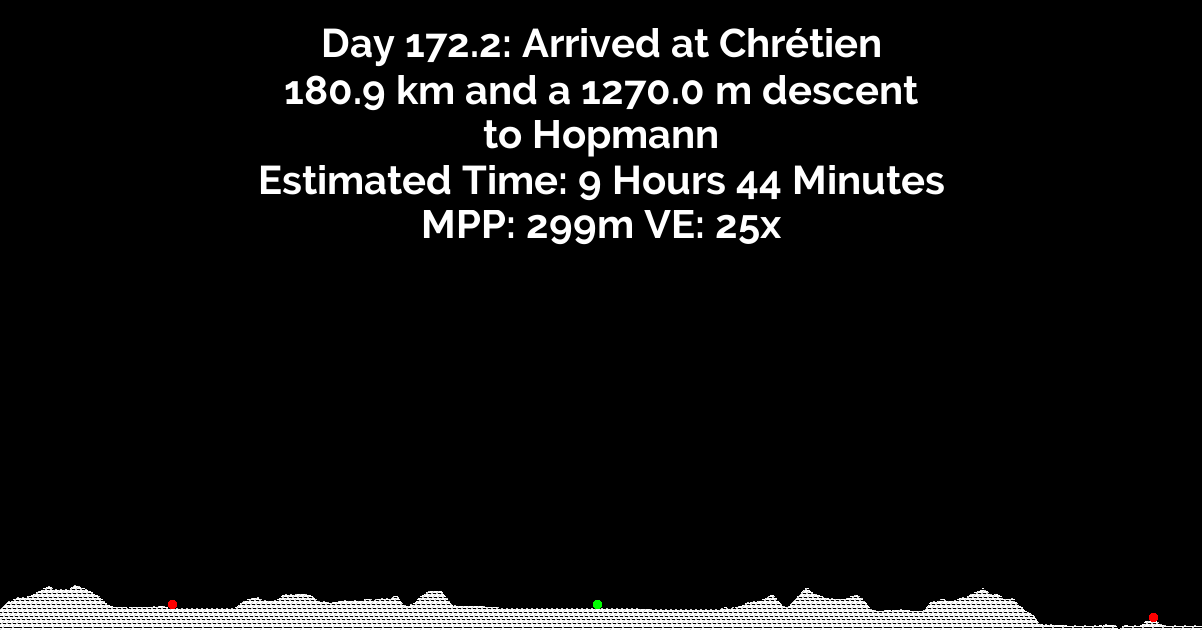 Day 172.2: Arrived at Chrétien
180.9 km and a 1270.0 m descent
to Hopmann
Estimated Time: 9 Hours 44 Minutes
MPP: 299m VE: 25x